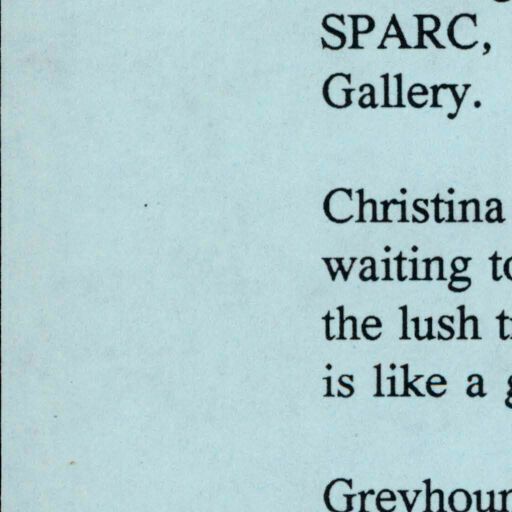 SPARC,
Gallery.
Christina
waiting
the lush
is like a